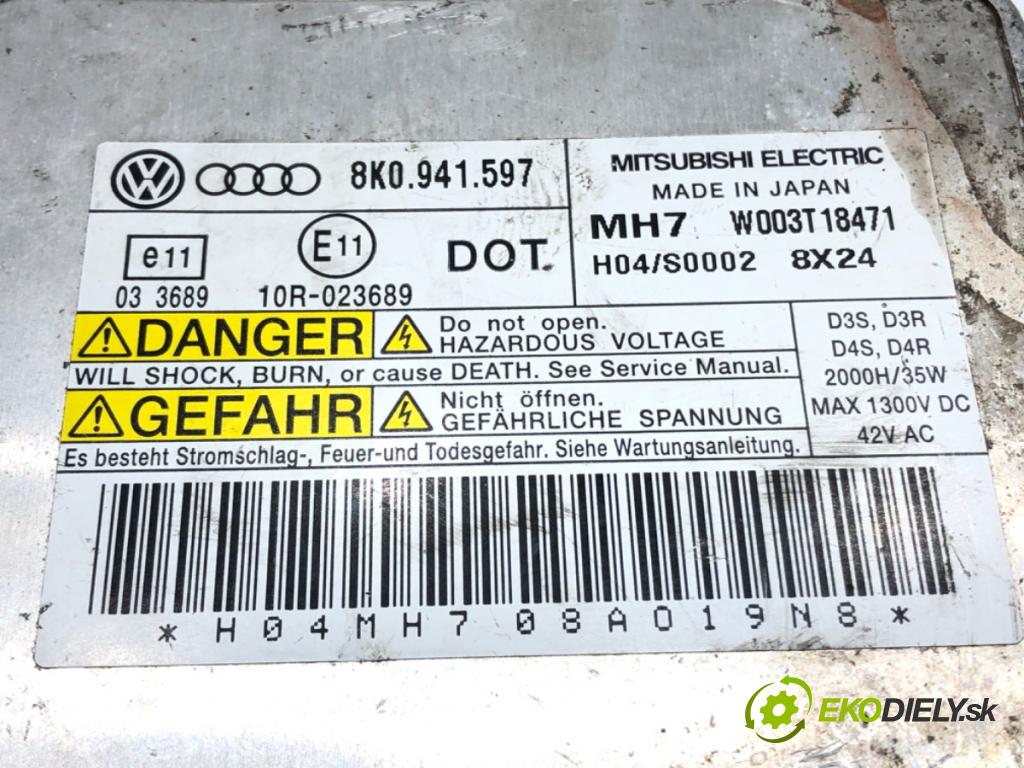 VW 8K0.941.597
MITSUBISHI ELECTRIC
MADE IN JAPAN
MH7 W003T18471
H04/S0002 8X24
e11 E11 DOT
03 3689 10R-023689
DANGER
Do not open.
HAZARDOUS VOLTAGE
WILL SHOCK, BURN, or cause DEATH. See Service Manual.
GEFAHR
Nicht öffnen.
GEFÄHRLICHE SPANNUNG
Es besteht Stromschlag-, Feuer-und Todesgefahr. Siehe Wartungsanleitung.
D3S, D3R
D4S, D4R
2000H/35W
MAX 1300V DC
42V AC
*H04MH708A019N8*
EKODIELY.sk